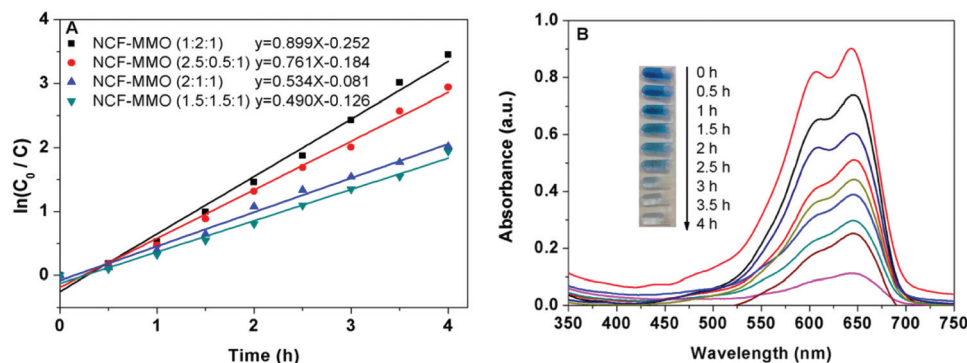 A
NCF-MMO (1:2:1) y=0.899X-0.252
NCF-MMO (2.5:0.5:1) y=0.761X-0.184
NCF-MMO (2:1:1) y=0.534X-0.081
NCF-MMO (1.5:1.5:1) y=0.490X-0.126
4
3
2
1
0
ln(C0 / C)
0 1 2 3 4
Time (h)
B
0 h
0.5 h
1 h
1.5 h
2 h
2.5 h
3 h
3.5 h
4 h
1.0
0.8
0.6
0.4
0.2
0.0
Absorbance (a.u.)
350 400 450 500 550 600 650 700 750
Wavelength (nm)